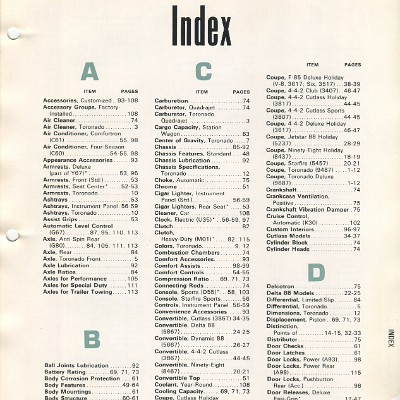 Index
A
ITEM PAGES
Accessories, Customized . 93-108
Accessory Groups, Factory-
Installed 108
Air Cleaner 74
Air Cleaner, Toronado 3
Air Conditioner, Comfortron
(C61) 55, 98
Air Conditioner, Four-Season
(C60) 54-55, 98
Appearance Accessories 93
Armrests, Deluxe
(Part of Y67)
Armrests, Front (Std.) 53
Armrests, Seat Center 52-53
Armrests, Toronado 10
Ashtrays 53
Ashtrays, Instrument Panel 56-59
Ashtrays, Toronado 10
Assist Grips 53
Automatic Level Control
(G67) 87, 95, 110, 113
Axle, Anti Spin Rear
(G80) 84, 105, 111, 113
Axle, Rear 84
Axle, Toronado Front 5
Axle Lubrication 92
Axle Ratios 84
Axles for Performance 105
Axles for Special Duty 111
Axles for Trailer Towing 113
B
Ball Joints Lubrication 92
Battery Rating 69, 71, 73
Body Corrosion Protection 61
Body Features 49-64
Body Mountings 61
Body Structure 60-61
C
ITEM PAGES
Carburetion 74
Carburetor, Quadrajet 74
Carburetor, Toronado
Quadrajet 3
Cargo Capacity, Station
Wagon 63
Center of Gravity, Toronado 7
Chassis 85-92
Chassis Features, Standard 48
Chassis Lubrication 92
Chassis Specifications,
Toronado 12
Choke, Automatic 75
Chrome 51
Cigar Lighter, Instrument
Panel (Std.) 56-59
Cigar Lighters, Rear Seat 53
Cleaner, Car 108
Clock, Electric (U35) 56-59, 97
Clutch 82
Clutch,
Heavy-Duty (M01) 82, 115
Colors, Toronado 9, 12
Combustion Chambers 74
Comfort Accessories 93
Comfort Assists 98-99
Comfort Controls 54-55
Compression Ratio 69, 71, 73
Connecting Rods 74
Console, Sports (D55) 58, 103
Console, Starfire Sports 56
Controls, Instrument Panel 56-59
Convenience Accessories 93
Convertible, Cutlass (3867) 34-35
Convertible, Delta 88
(5867) 24-25
Convertible, Dynamic 88
(5667) 26-27
Convertible, 4-4-2 Cutlass
(3867) 44-45
Convertible, Ninety Eight
(8467) 20-21
Convertible Top 51
Coolant, Year-Round 108
Cooling Capacity 69, 71, 73
Coupe, Cutlass Holiday
ITEM PAGES
Coupe, F-85 Deluxe Holiday
(V-8, 3617; Six, 3517) 38-39
Coupe, 4-4-2 Club (3407) 46-47
Coupe, 4-4-2 Cutlass Holiday
(3817) 44-45
Coupe, 4-4-2 Cutlass Sports
(3807) 44-45
Coupe, 4-4-2 Deluxe Holiday
(3617) 46-47
Coupe, Jetstar 88 Holiday
(5237) 28-29
Coupe, Ninety-Eight Holiday
(8437) 18-19
Coupe, Starfire (5457) 20-21
Coupe, Toronado (9487) 1-12
Coupe, Toronado Deluxe
(9687) 1-12
Crankshaft 74
Crankstene Ventilation,
Positive 75
Crankshaft Vibration Damper 75
Cruise Control,
Automatic (K30) 102
Custom Interiors 96-97
Cutlass Models 34-37
Cylinder Block 74
Cylinder Heads 74
D
Delcotron 75
Delta 88 Models 22-25
Differential, Limited Slip 84
Differential, Toronado 5
Dimensions, Toronado 12
Displacement, Piston 69, 71, 73
Distinction,
Points of 14-15, 32-33
Distributor 75
Door Checks 61
Door Latches 61
Door Locks, Power (A93) 98
Door Locks, Power Rear
(A98) 115
Door Locks, Pushbutton
Rear (Acc.) 98
Door Releases, Deluxe
INDEX